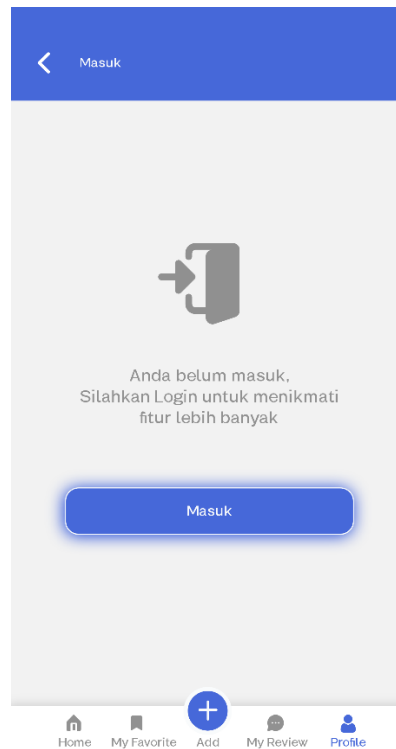 Masuk
Anda belum masuk,
Silahkan Login untuk menikmati
fitur lebih banyak
Masuk
Home My Favorite Add My Review Profile